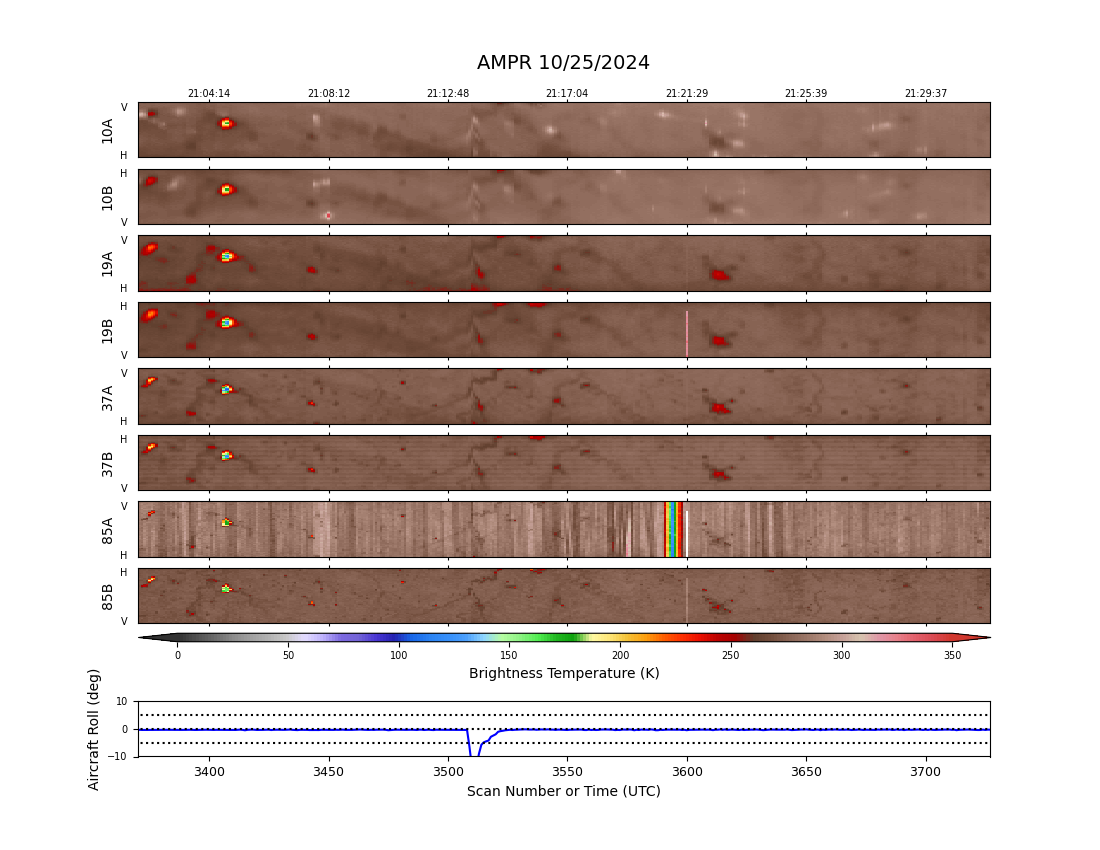 AMPR 10/25/2024
21:04:14 21:08:12 21:12:48 21:17:04 21:21:29 21:25:39 21:29:37
V
10A
H
H
10B
V
V
19A
H
H
19B
V
V
37A
H
H
37B
V
V
85A
H
H
85B
V
0 50 100 150 200 250 300 350
Brightness Temperature (K)
Aircraft Roll (deg)
10
0
−10
3400 3450 3500 3550 3600 3650 3700
Scan Number or Time (UTC)